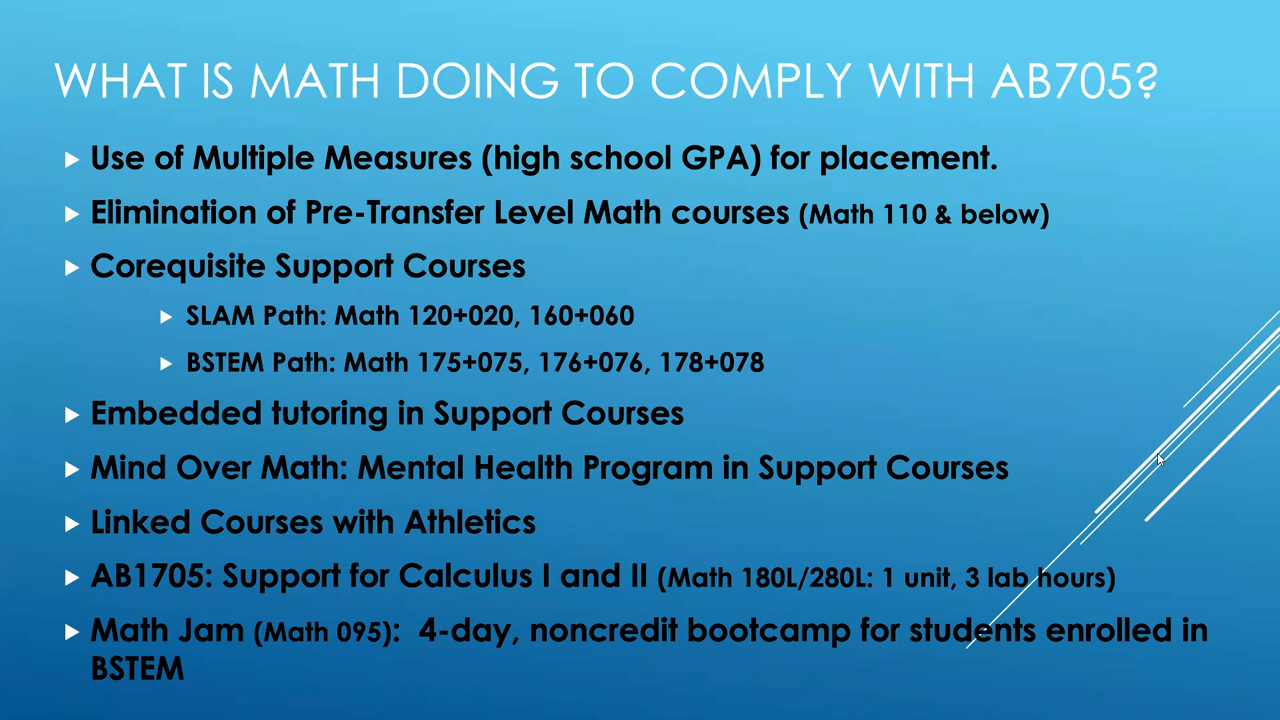 WHAT IS MATH DOING TO COMPLY WITH AB705?
Use of Multiple Measures (high school GPA) for placement.
Elimination of Pre-Transfer Level Math courses (Math 110 & below)
Corequisite Support Courses
SLAM Path: Math 120+020, 160+060
BSTEM Path: Math 175+075, 176+076, 178+078
Embedded tutoring in Support Courses
Mind Over Math: Mental Health Program in Support Courses
Linked Courses with Athletics
AB1705: Support for Calculus I and II (Math 180L/280L: 1 unit, 3 lab hours)
Math Jam (Math 095): 4-day, noncredit bootcamp for students enrolled in
BSTEM